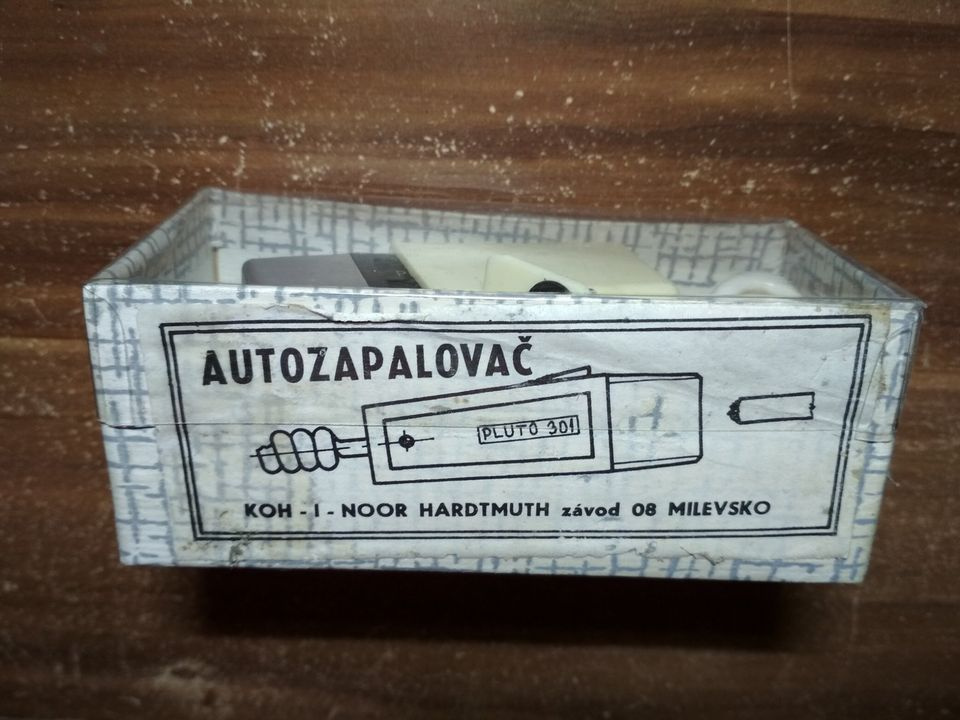 AUTOZAPALOVAČ
PLUTO 301
KOH - I - NOOR HARDTMUTH závod 08 MILEVSKO